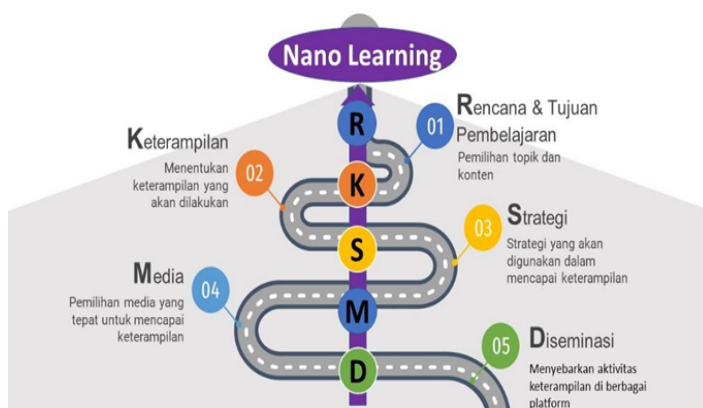 Nano Learning
R
01
Rencana & Tujuan
Pembelajaran
Pemilihan topik dan
konten
Keterampilan
02
Menentukan
keterampilan yang
akan dilakukan
K
03
Strategi
Strategi yang akan
digunakan dalam
mencapai keterampilan
S
Media
04
Pemilihan media yang
tepat untuk mencapai
keterampilan
M
05
Diseminasi
Menyebarkan aktivitas
keterampilan di berbagai
platform
D